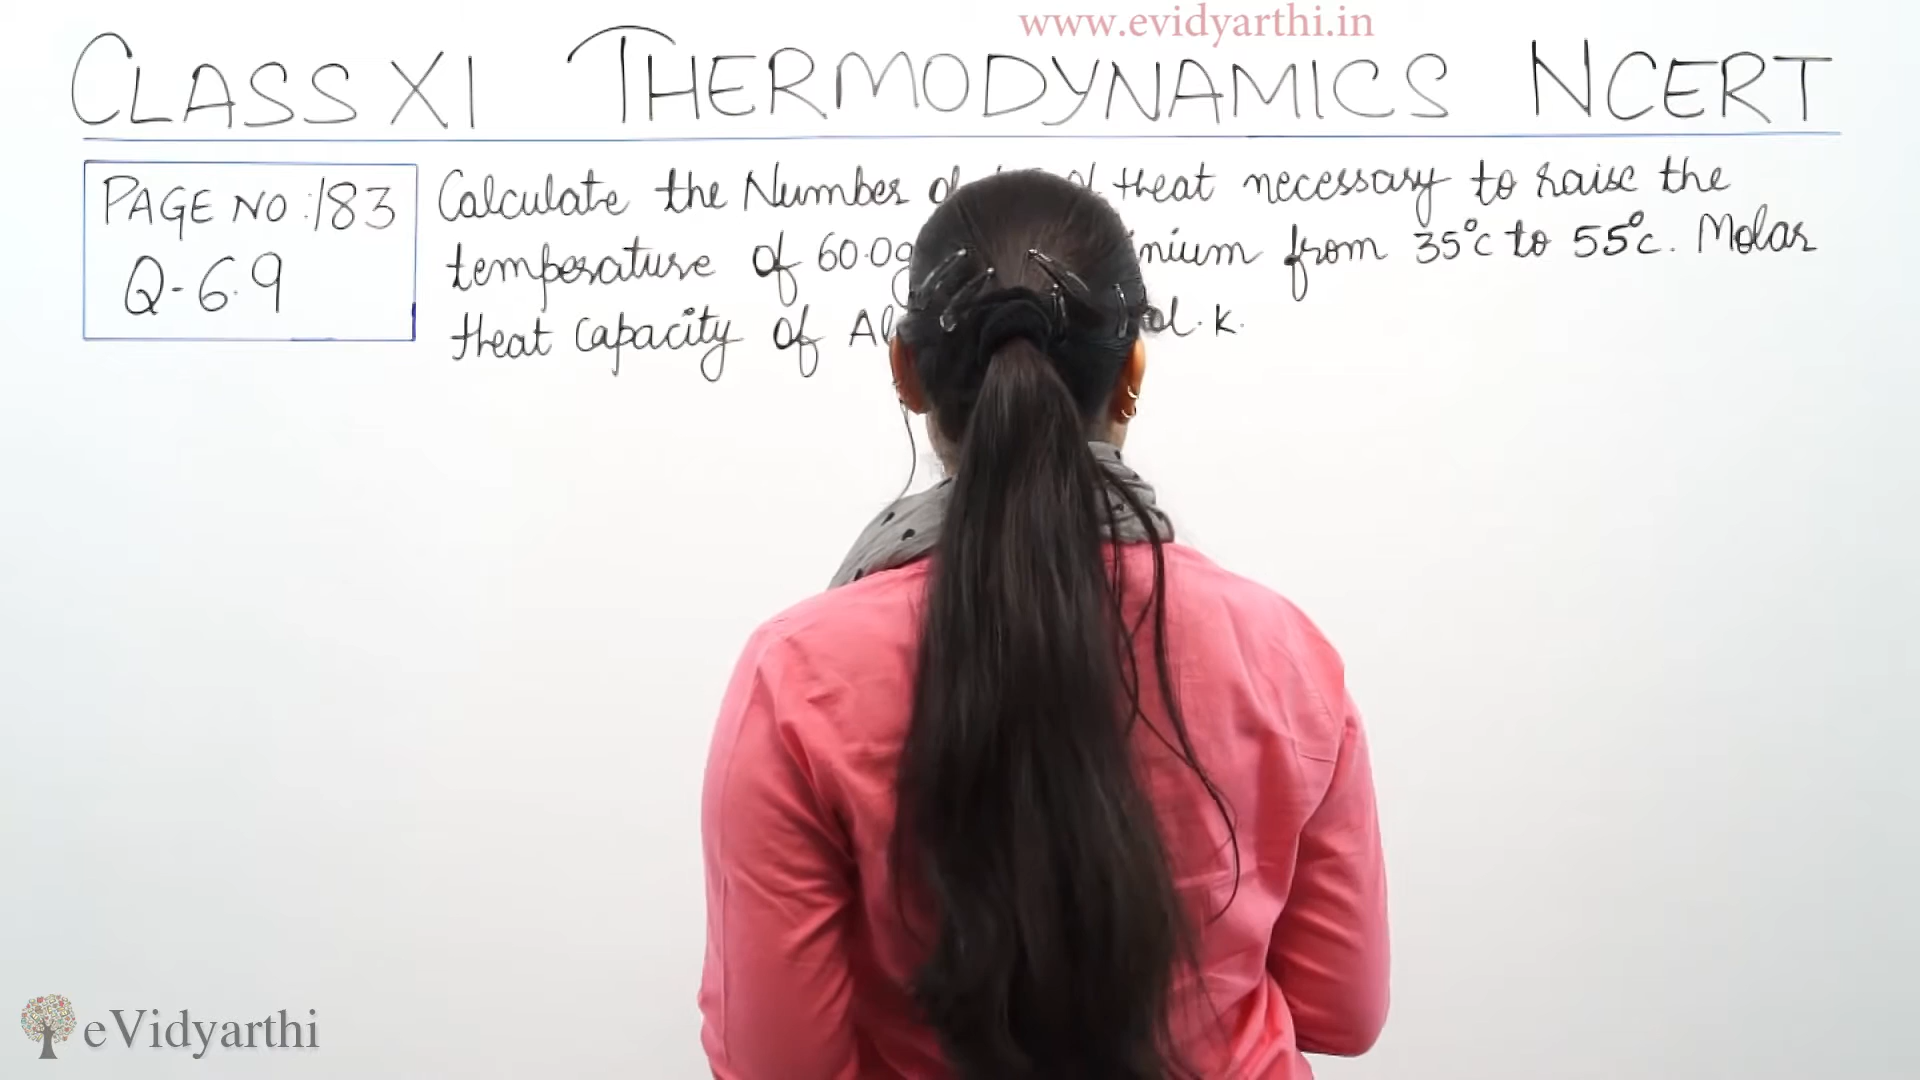 www.evidyarthi.in
CLASS XI THERMODYNAMICS NCERT
PAGE NO:183
Q-6.9
Calculate the Number of Heat necessary to raise the
temperature of 60.0g from 35°C to 55°C. Molar
Heat Capacity of K.
eVidyarthi